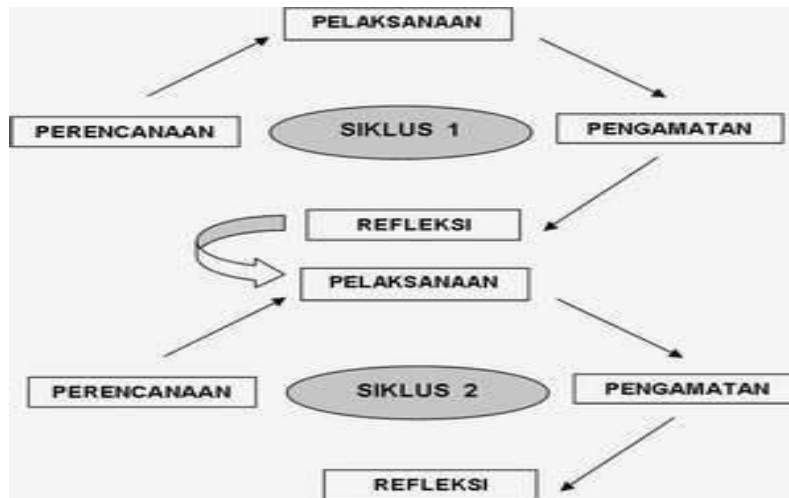 PELAKSANAAN
PERENCANAAN
SIKLUS 1
PENGAMATAN
REFLEKSI
PELAKSANAAN
PERENCANAAN
SIKLUS 2
PENGAMATAN
REFLEKSI